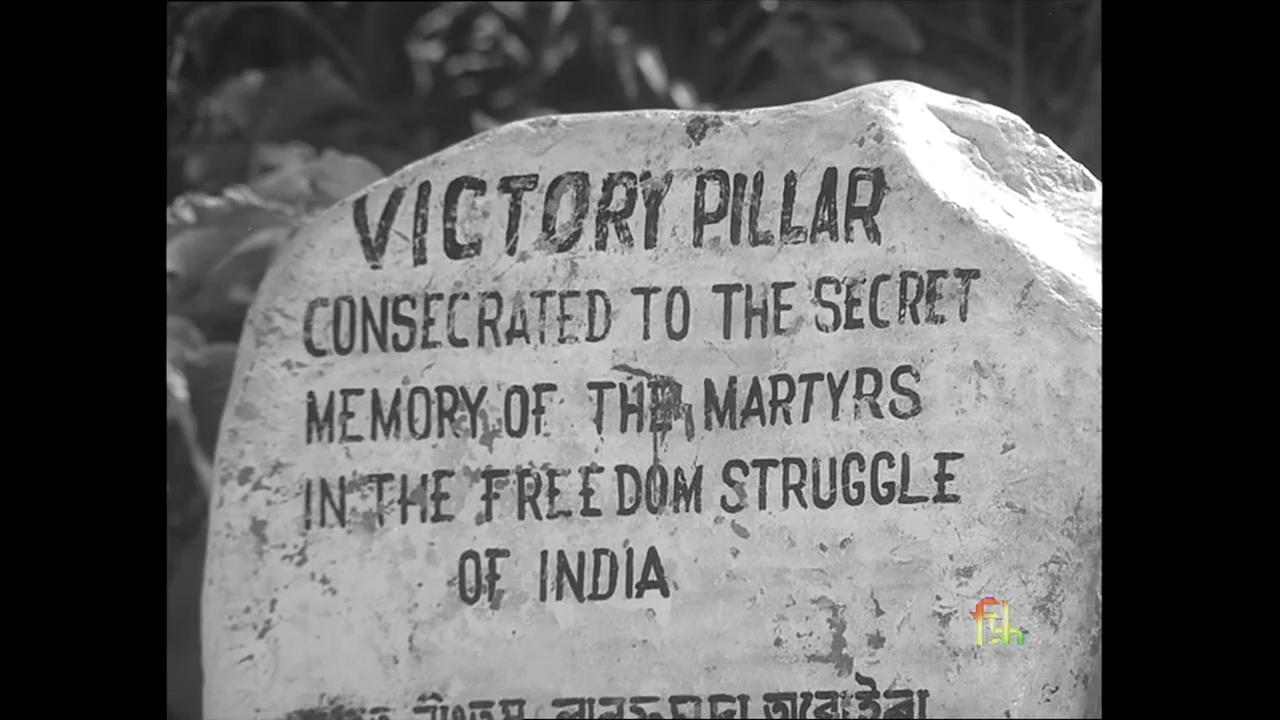 VICTORY PILLAR
CONSECRATED TO THE SECRET
MEMORY OF THE MARTYRS
IN THE FREEDOM STRUGGLE
OF INDIA